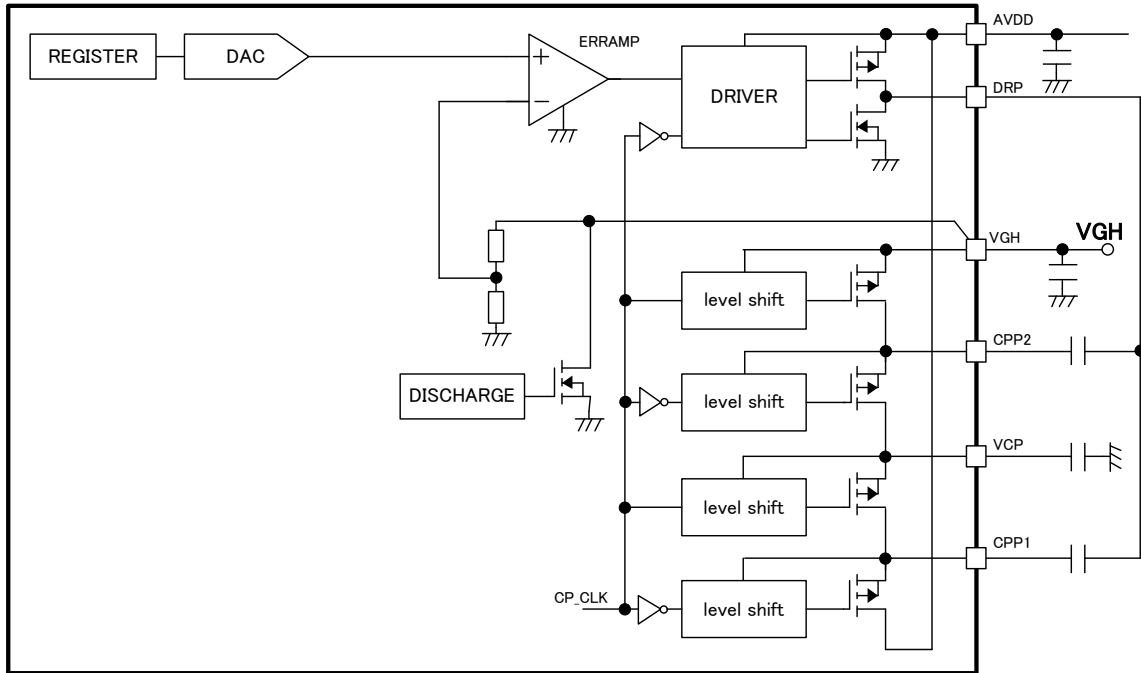 AVDD
ERRAMP
REGISTER
DAC
+
−
DRIVER
DRP
VGH
VGH
level shift
CPP2
DISCHARGE
level shift
VCP
level shift
CPP1
CP_CLK
level shift